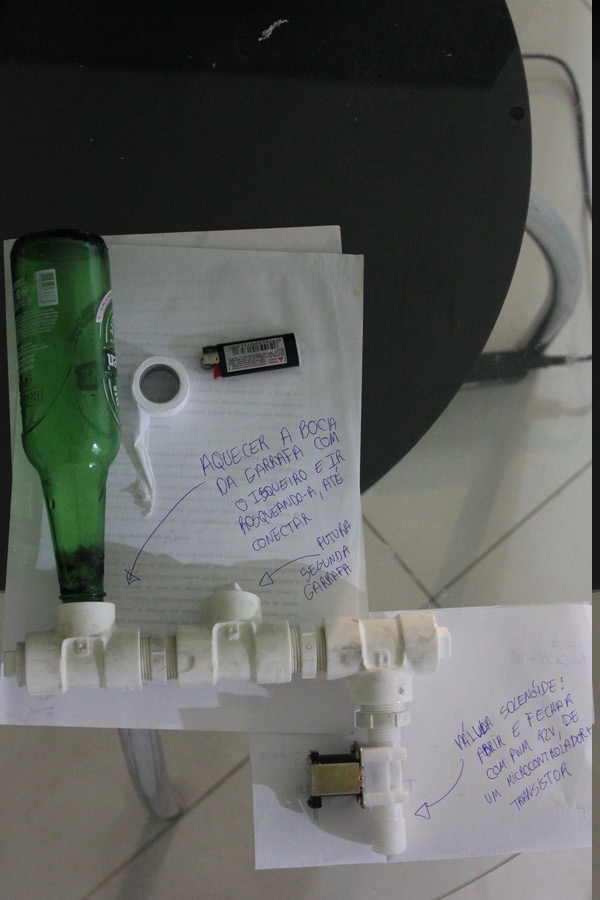 AQUECER A BOCA
DA GARRAFA COM
O ISQUEIRO E IR
ROSQUEANDO-A, ATÉ
CONECTAR
FUTURA
SEGUNDA
GARRAFA
VÁLVULA SOLENÓIDE:
ABRIR E FECHAR
COM PWM 12V, DE
UM MICROCONTROLADOR +
TRANSISTOR